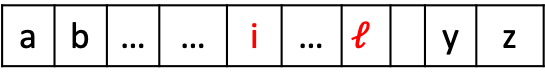 a b ... ... i ... ℓ y z